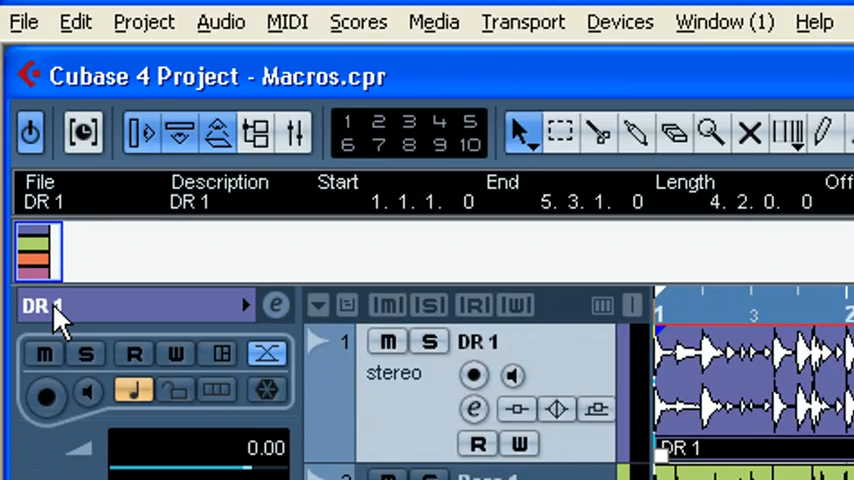 File Edit Project Audio MIDI Scores Media Transport Devices Window (1) Help
Cubase 4 Project - Macros.cpr
1 2 3 4 5
6 7 8 9 10
File Description Start End Length Off
DR 1 DR 1 1. 1. 1. 0 5. 3. 1. 0 4. 2. 0. 0
DR 1 e
M S R W
M S R W
1 3 2
1 M S DR 1
stereo
e
R W
0.00
DR 1